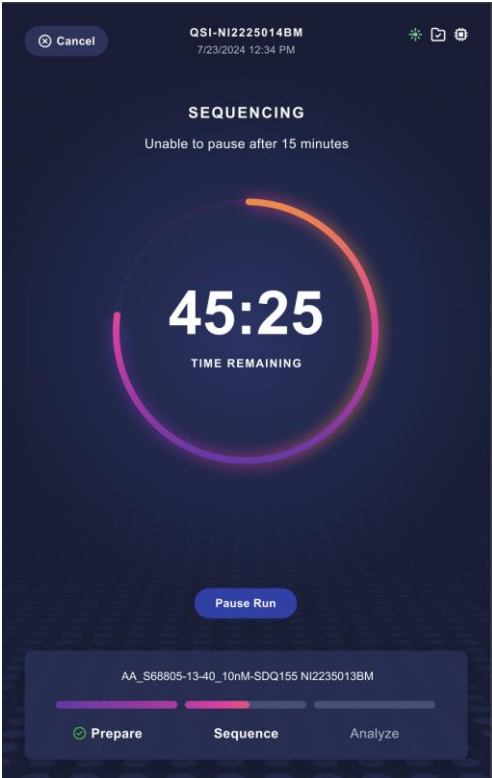 Cancel
QSI-NI2225014BM
7/23/2024 12:34 PM
SEQUENCING
Unable to pause after 15 minutes
45:25
TIME REMAINING
Pause Run
AA_S68805-13-40_10nM-SDQ155 NI2235013BM
Prepare
Sequence
Analyze